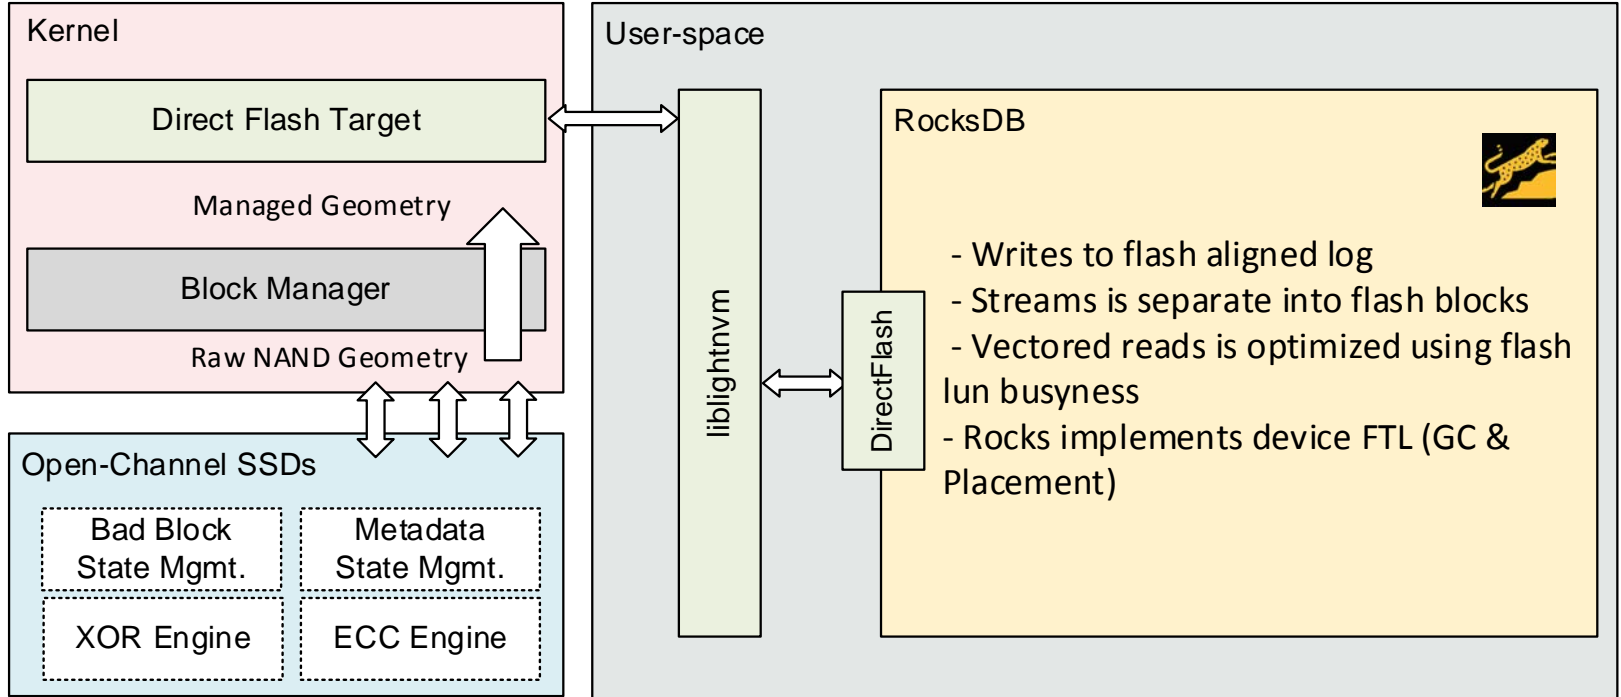 Kernel
Direct Flash Target
Managed Geometry
Block Manager
Raw NAND Geometry
Open-Channel SSDs
Bad Block
State Mgmt.
Metadata
State Mgmt.
XOR Engine
ECC Engine
User-space
liblightnvm
DirectFlash
RocksDB
- Writes to flash aligned log
- Streams is separate into flash blocks
- Vectored reads is optimized using flash
lun busyness
- Rocks implements device FTL (GC &
Placement)